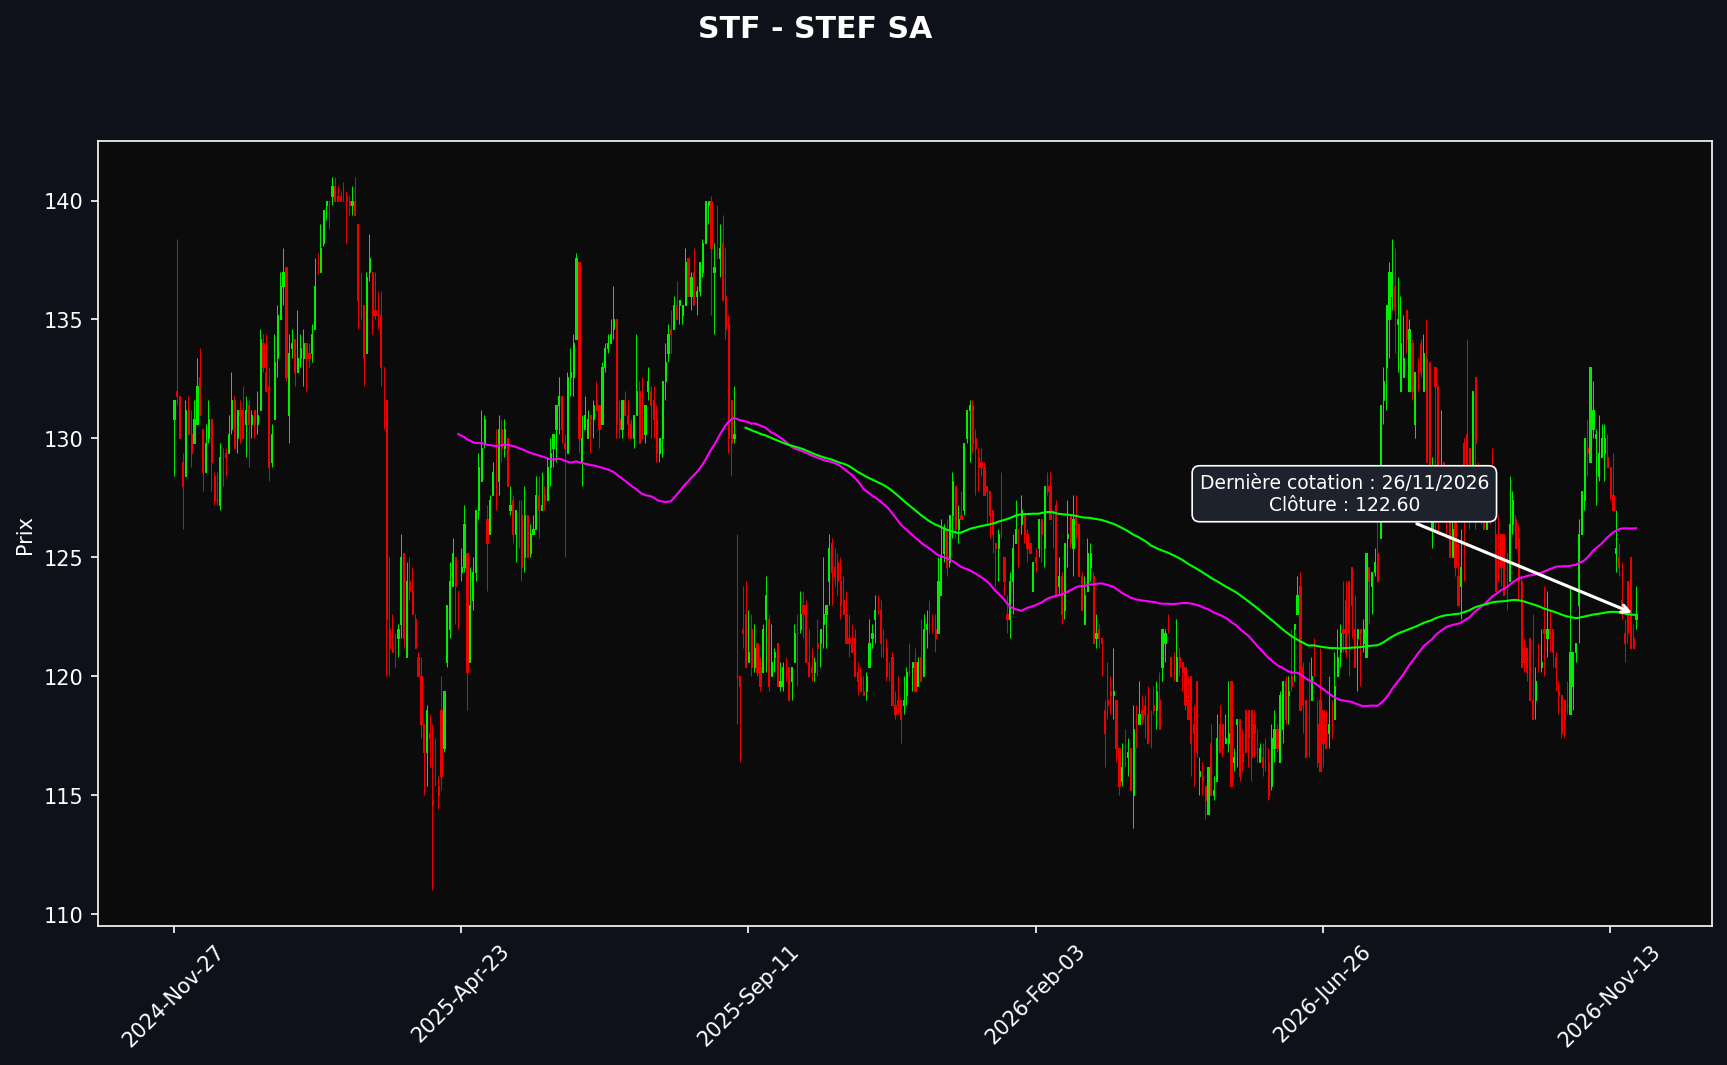 STF - STEF SA
Prix
140
135
130
125
120
115
110
Dernière cotation : 26/11/2026
Clôture : 122.60
2024-Nov-27
2025-Apr-23
2025-Sep-11
2026-Feb-03
2026-Jun-26
2026-Nov-13